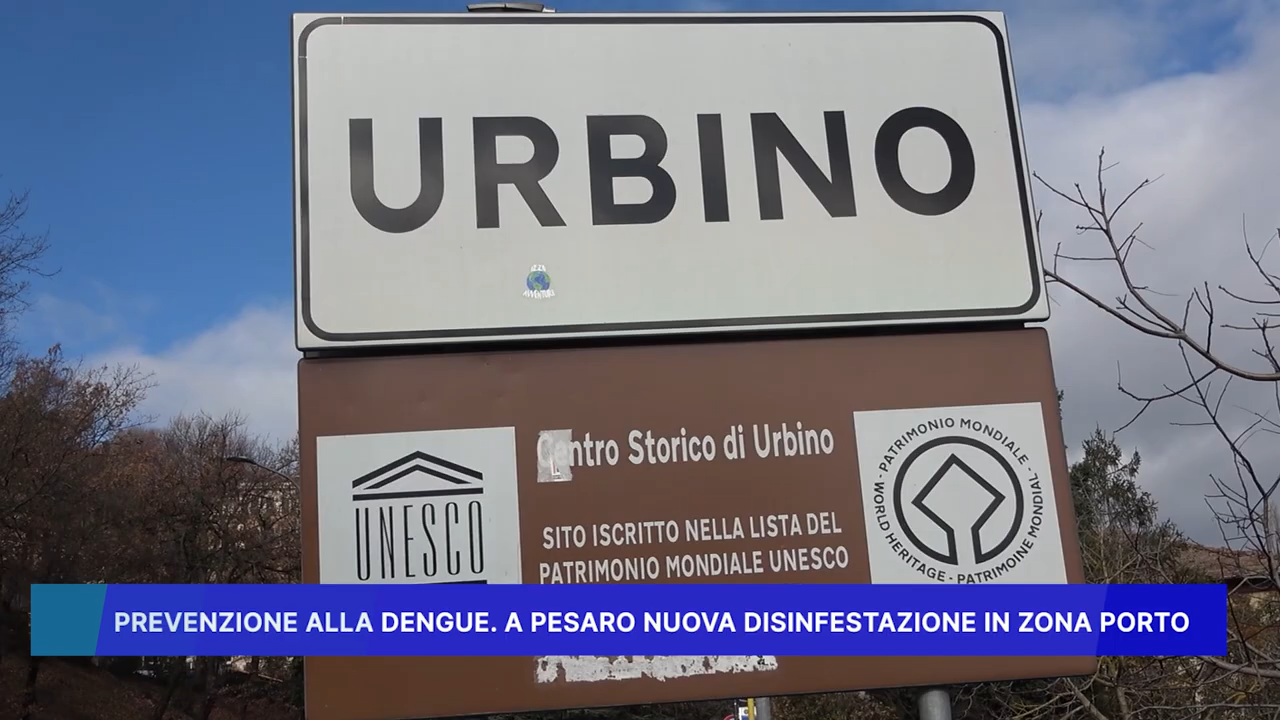 URBINO
Centro Storico di Urbino
UNESCO
SITO ISCRITTO NELLA LISTA DEL
PATRIMONIO MONDIALE UNESCO
· PATRIMONIO MONDIALE · WORLD HERITAGE · PATRIMOINE MONDIAL
PREVENZIONE ALLA DENGUE. A PESARO NUOVA DISINFESTAZIONE IN ZONA PORTO